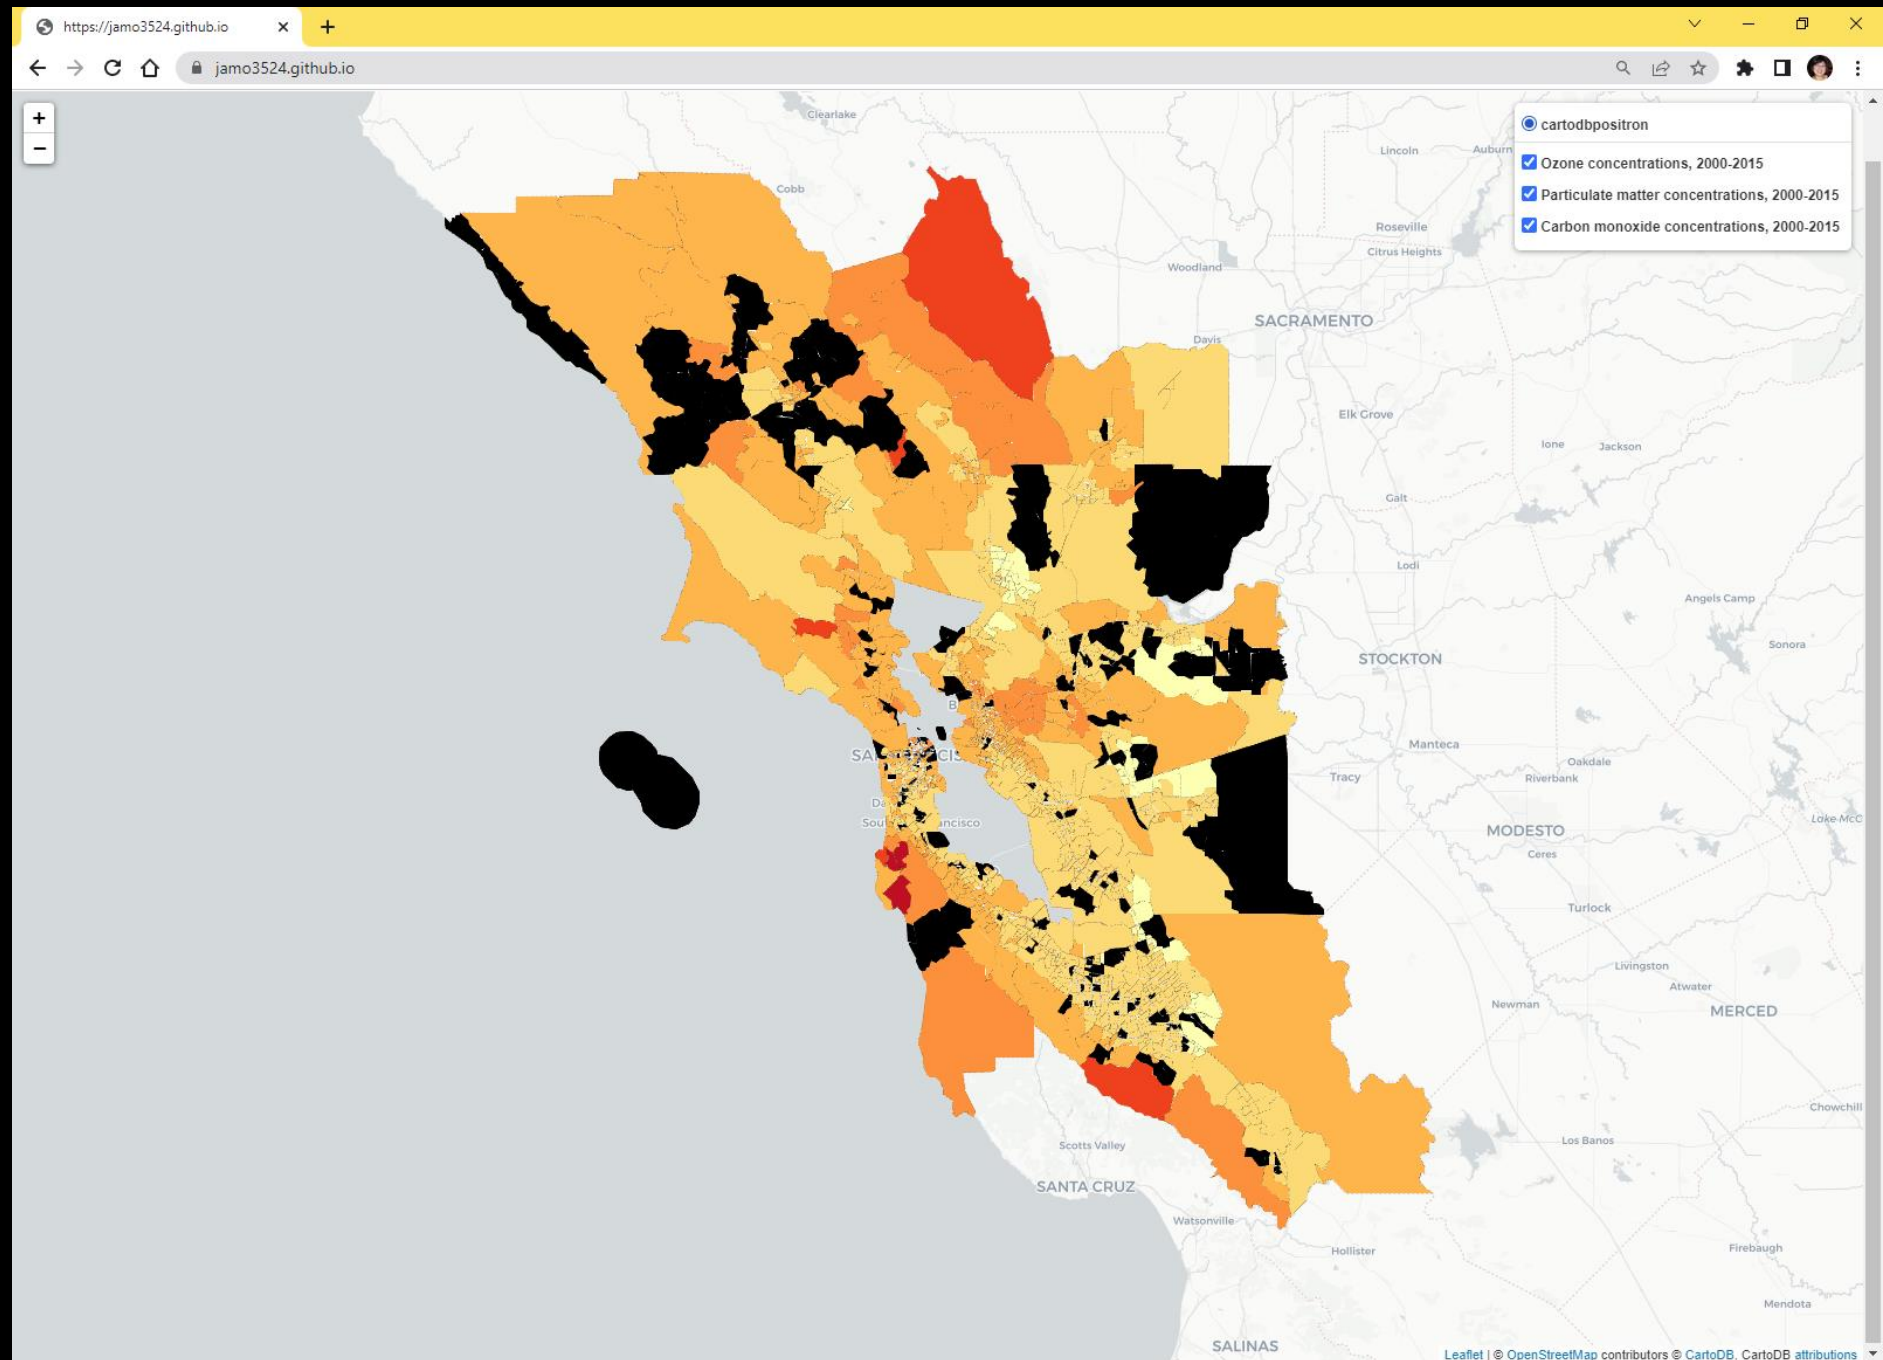 https://jamo3524.github.io
jamo3524.github.io
+
−
cartodbpositron
Ozone concentrations, 2000-2015
Particulate matter concentrations, 2000-2015
Carbon monoxide concentrations, 2000-2015
Clearlake
Lincoln
Auburn
Cobb
Roseville
Citrus Heights
Woodland
SACRAMENTO
Davis
Elk Grove
Ione
Jackson
Galt
Lodi
Angels Camp
Sonora
STOCKTON
Manteca
Oakdale
Tracy
Riverbank
Lake McC
MODESTO
Ceres
Turlock
Livingston
Atwater
Newman
MERCED
Chowchill
Los Banos
Scotts Valley
SANTA CRUZ
Watsonville
Hollister
Firebaugh
Mendota
SALINAS
Leaflet | © OpenStreetMap contributors © CartoDB, CartoDB attributions